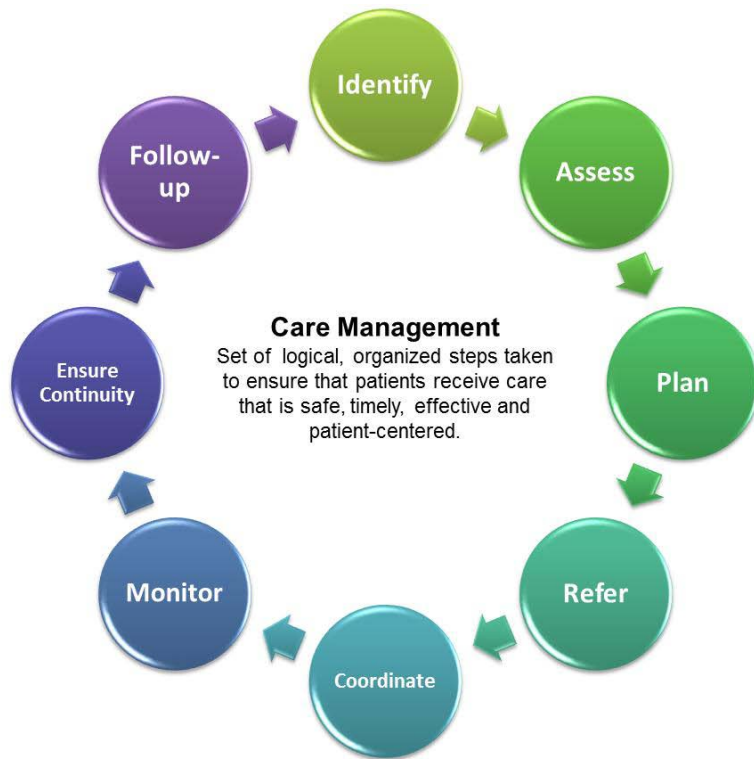 Identify
Assess
Plan
Refer
Coordinate
Monitor
Ensure
Continuity
Follow-
up
Care Management
Set of logical, organized steps taken
to ensure that patients receive care
that is safe, timely, effective and
patient-centered.